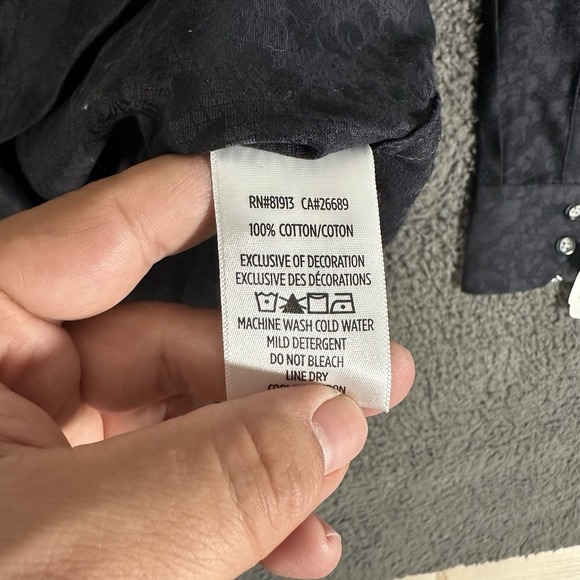 RN#81913 CA#26689
100% COTTON/COTON
EXCLUSIVE OF DECORATION
EXCLUSIVE DES DÉCORATIONS
MACHINE WASH COLD WATER
MILD DETERGENT
DO NOT BLEACH
LINE DRY